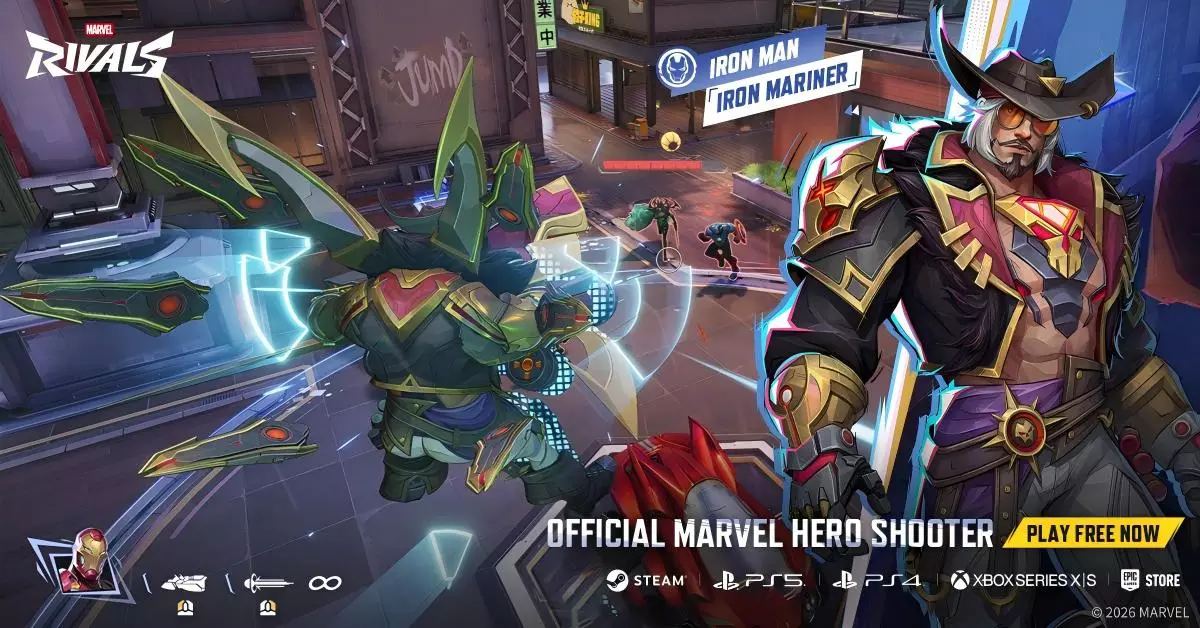 MARVEL
RIVALS
業
中
JUMP
IRON MAN
IRON MARINER
OFFICIAL MARVEL HERO SHOOTER
PLAY FREE NOW
STEAM
PS5
PS4
XBOX SERIES X|S
EPIC GAMES STORE
© 2026 MARVEL